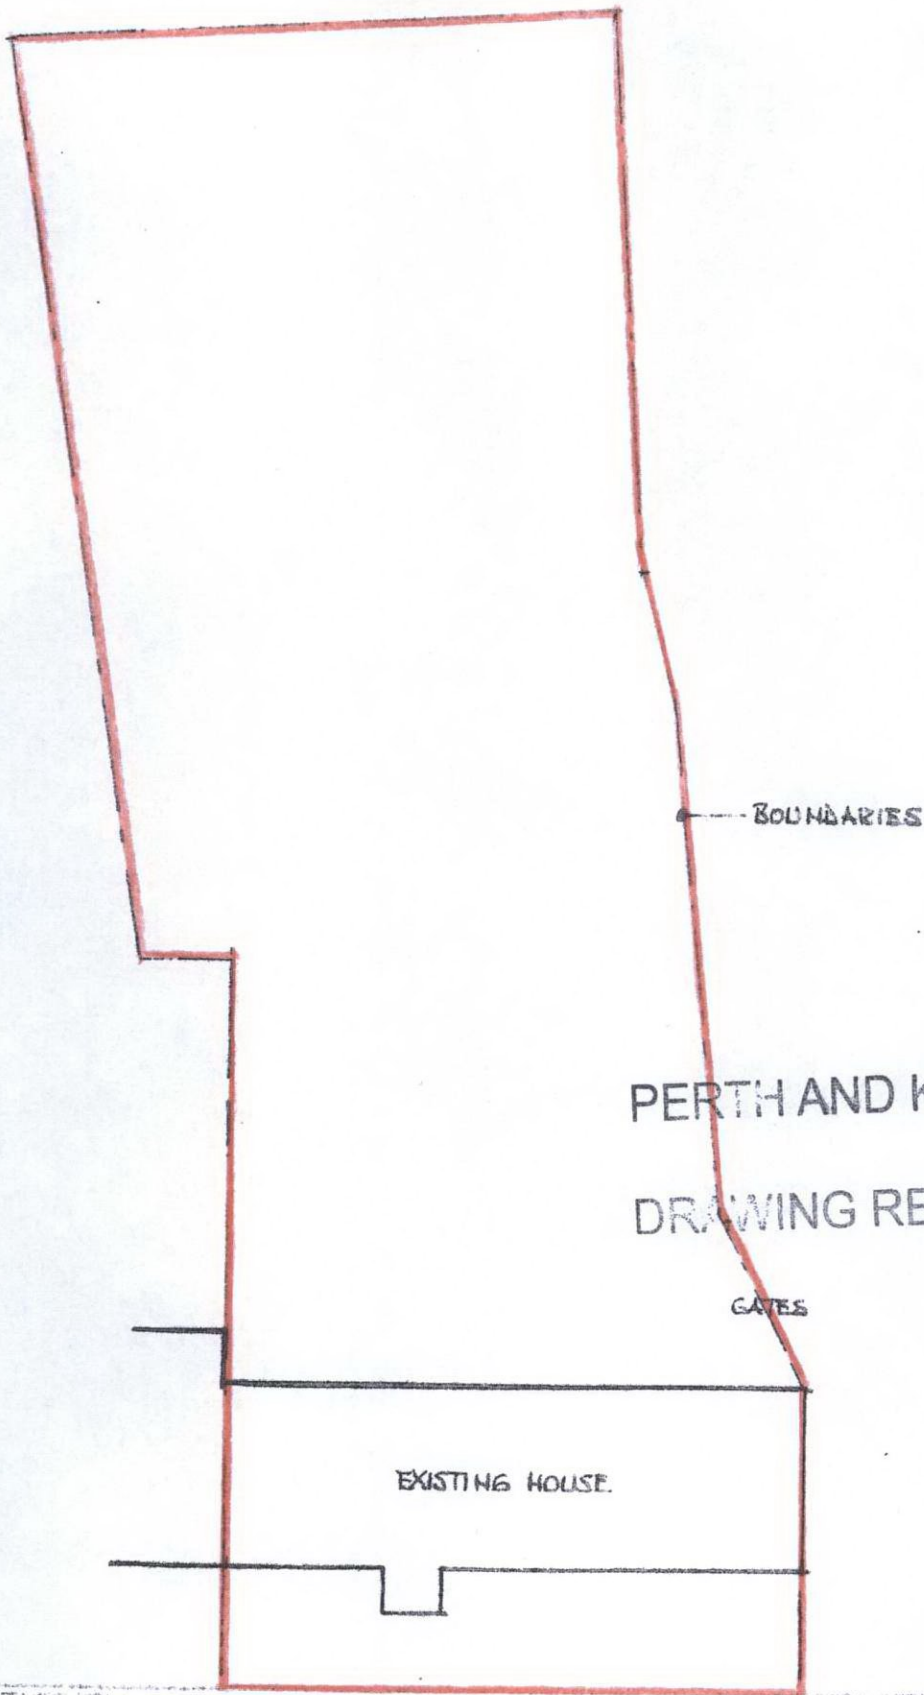 BOUNDARIES
PERTH AND K
DRAWING RE
GATES
EXISTING HOUSE.